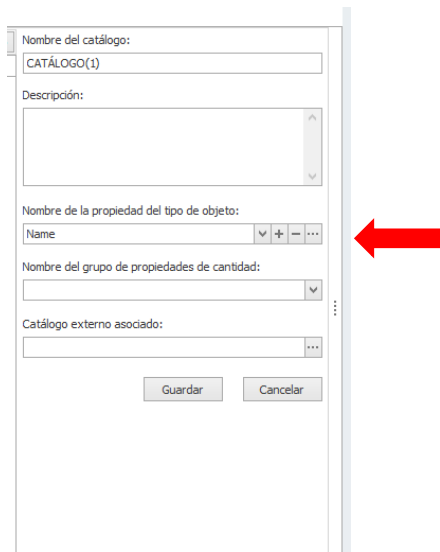 Nombre del catálogo:
CATÁLOGO(1)
Descripción:
Nombre de la propiedad del tipo de objeto:
Name
Nombre del grupo de propiedades de cantidad:
Catálogo externo asociado:
Guardar Cancelar